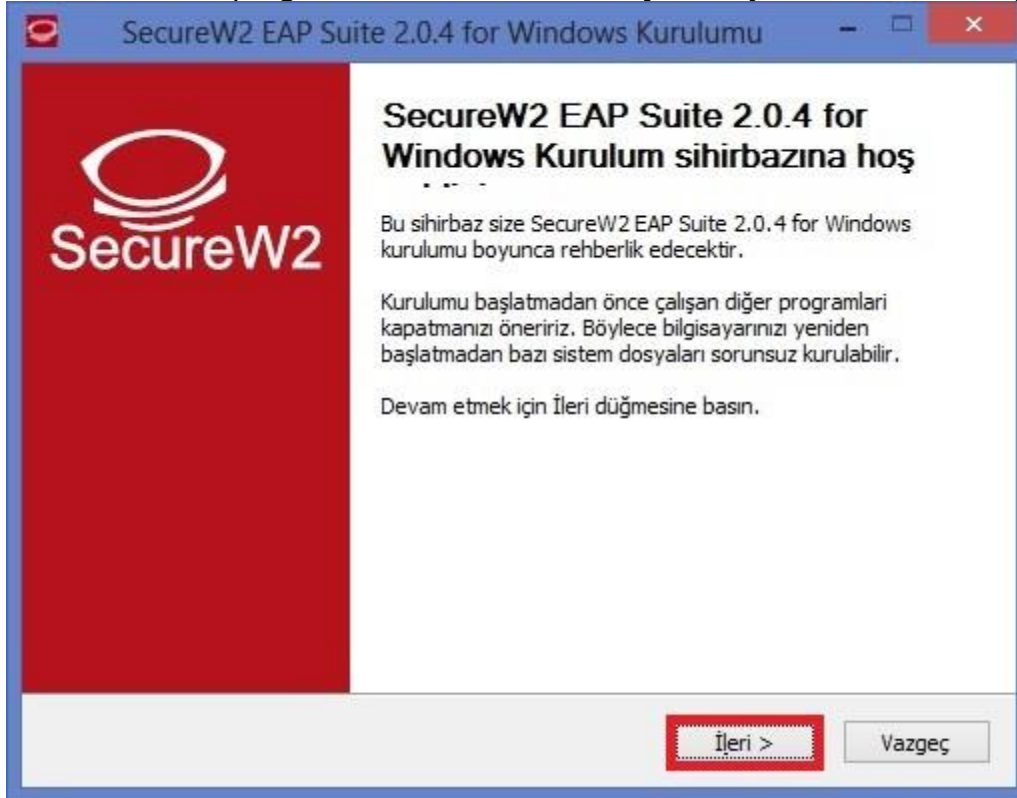 SecureW2 EAP Suite 2.0.4 for Windows Kurulumu
SecureW2
SecureW2 EAP Suite 2.0.4 for
Windows Kurulum sihirbazına hoş
Bu sihirbaz size SecureW2 EAP Suite 2.0.4 for Windows
kurulumu boyunca rehberlik edecektir.
Kurulumu başlatmadan önce çalışan diğer programlari
kapatmanızı öneririz. Böylece bilgisayarınızı yeniden
başlatmadan bazı sistem dosyaları sorunsuz kurulabilir.
Devam etmek için İleri düğmesine basın.
İleri >
Vazgeç